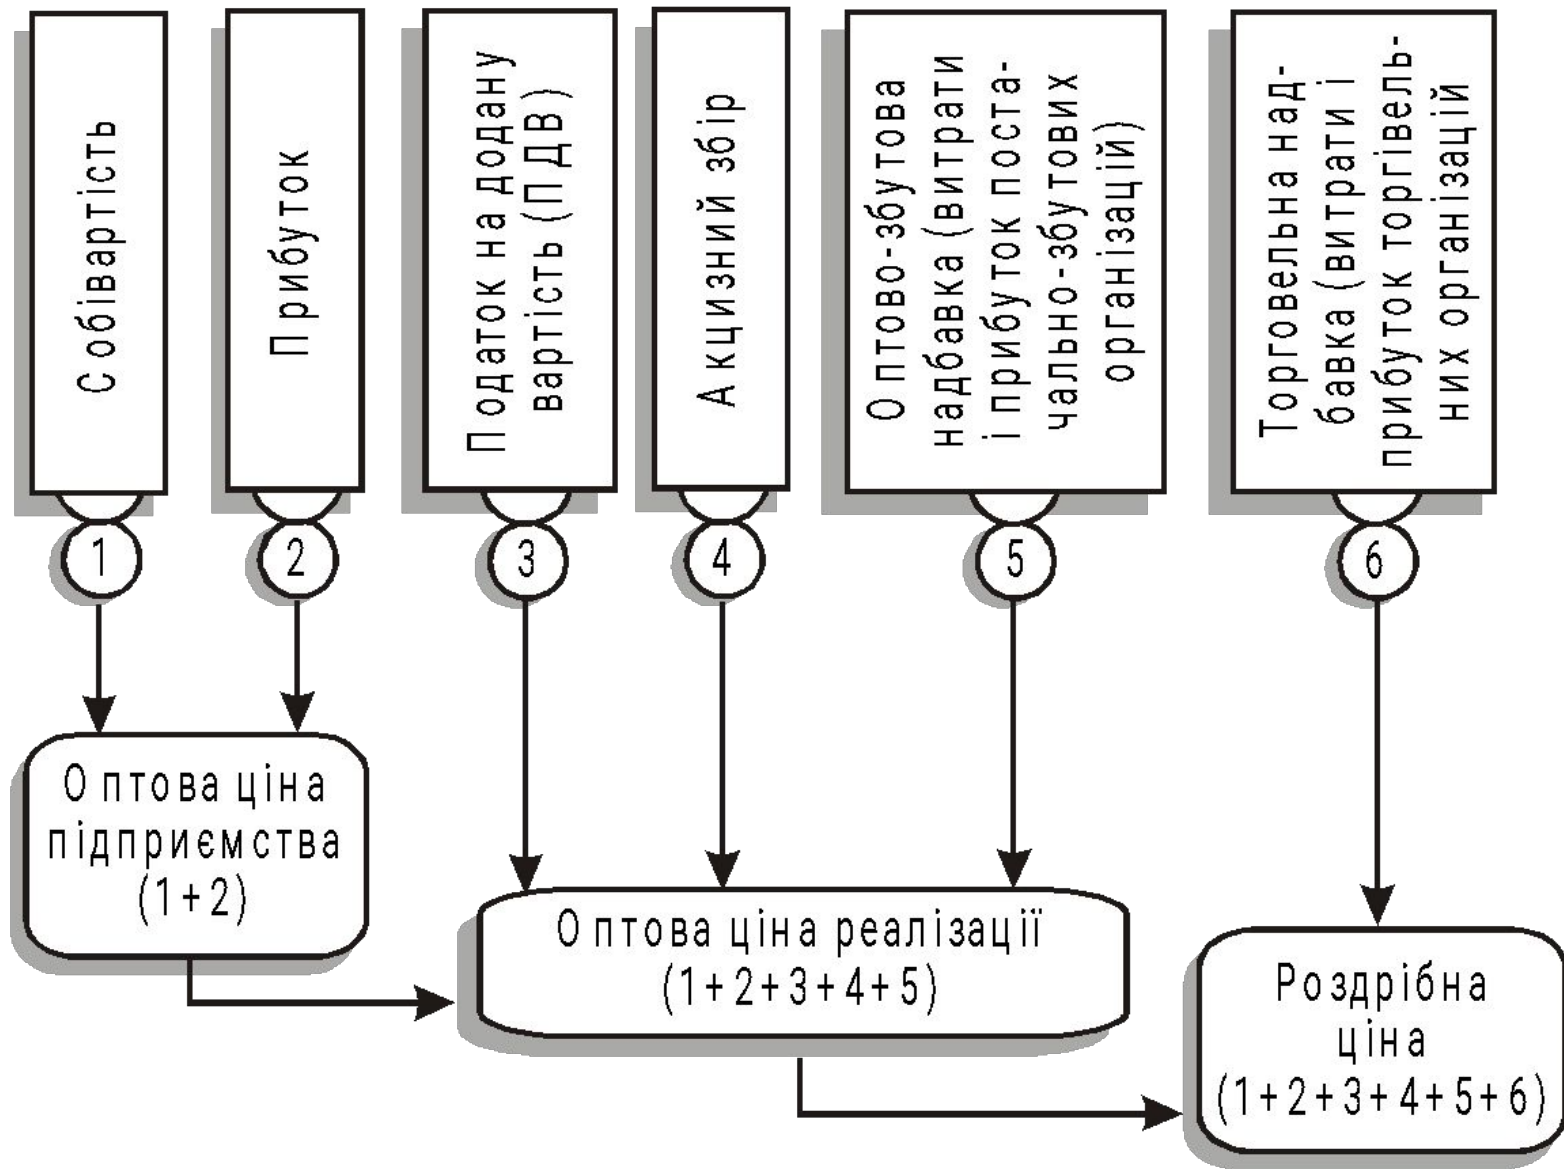 Собівартість
Прибуток
Податок на додану
вартість (ПДВ)
Акцизний збір
Оптово-збутова
надбавка (витрати
і прибуток поста-
чально-збутових
організацій)
Торговельна над-
бавка (витрати і
прибуток торгівель-
них організацій
1
2
3
4
5
6
Оптова ціна
підприємства
(1+2)
Оптова ціна реалізації
(1+2+3+4+5)
Роздрібна
ціна
(1+2+3+4+5+6)